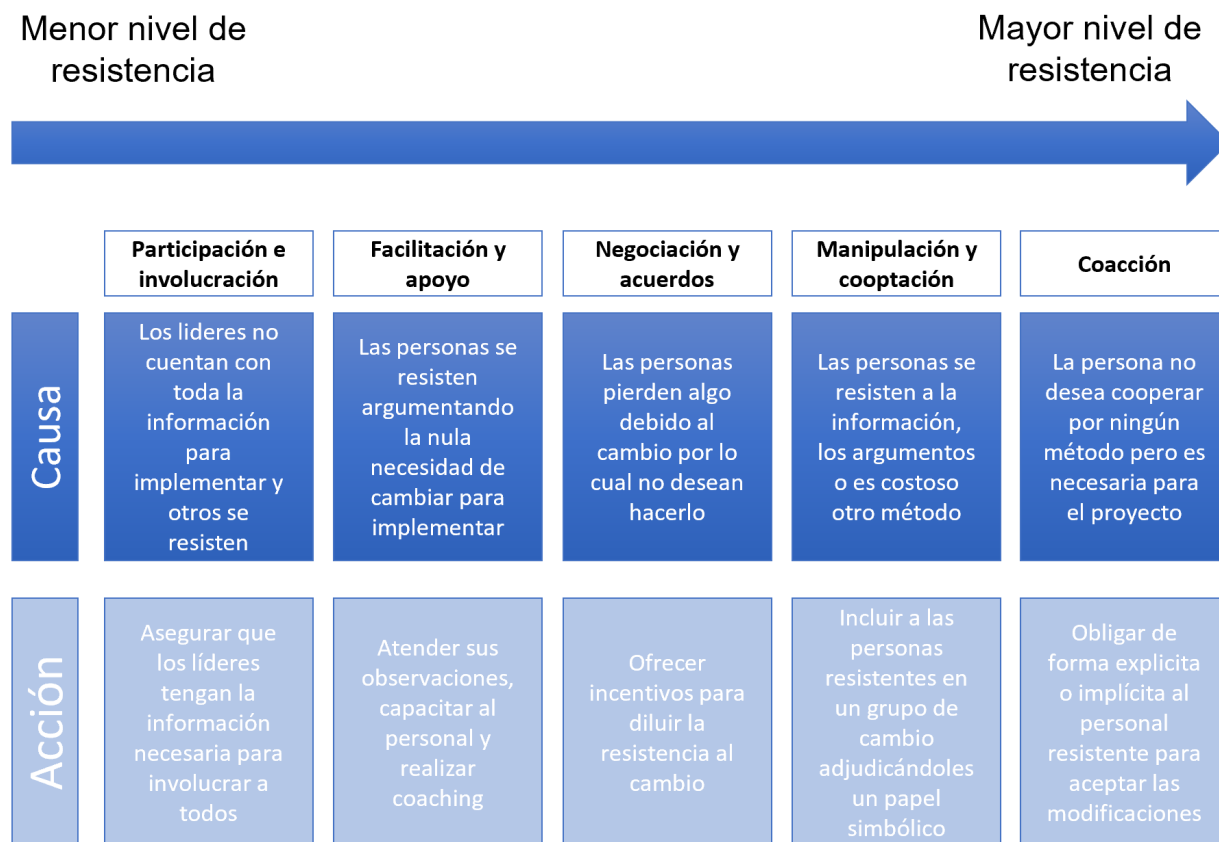 Menor nivel de
resistencia
Mayor nivel de
resistencia
Participación e
involucración
Facilitación y
apoyo
Negociación y
acuerdos
Manipulación y
cooptación
Coacción
Causa
Los lideres no
cuentan con
toda la
información
para
implementar y
otros se
resisten
Las personas se
resisten
argumentando
la nula
necesidad de
cambiar para
implementar
Las personas
pierden algo
debido al
cambio por lo
cual no desean
hacerlo
Las personas se
resisten a la
información,
los argumentos
o es costoso
otro método
La persona no
desea cooperar
por ningún
método pero es
necesaria para
el proyecto
Acción
Asegurar que
los líderes
tengan la
información
necesaria para
involucrar a
todos
Atender sus
observaciones,
capacitar al
personal y
realizar
coaching
Ofrecer
incentivos para
diluir la
resistencia al
cambio
Incluir a las
personas
resistentes en
un grupo de
cambio
adjudicándoles
un papel
simbólico
Obligar de
forma explicita
o implícita al
personal
resistente para
aceptar las
modificaciones